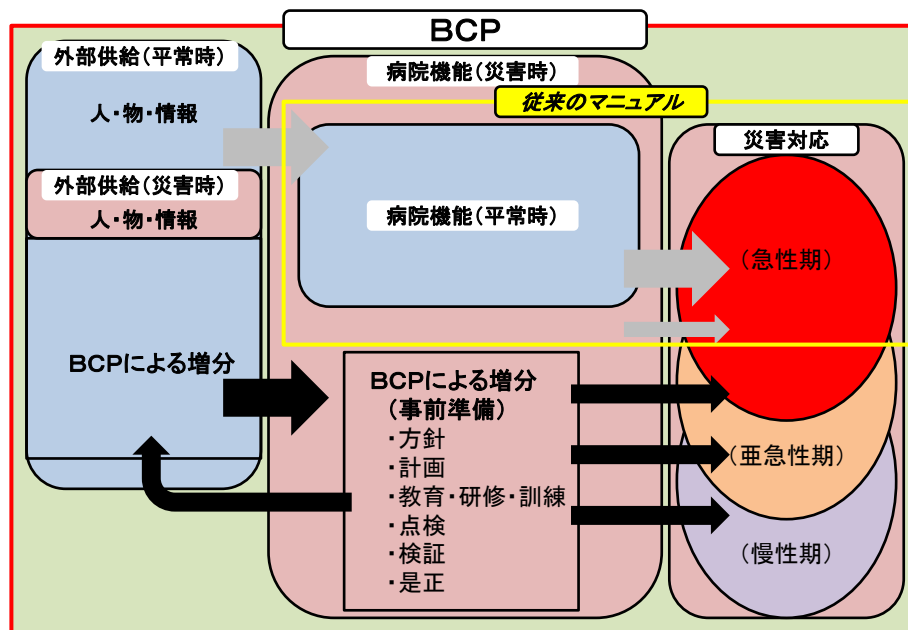 BCP
外部供給(平常時)
人・物・情報
外部供給(災害時)
人・物・情報
BCPによる増分
病院機能(災害時)
従来のマニュアル
病院機能(平常時)
BCPによる増分
(事前準備)
・方針
・計画
・教育・研修・訓練
・点検
・検証
・是正
災害対応
(急性期)
(亜急性期)
(慢性期)